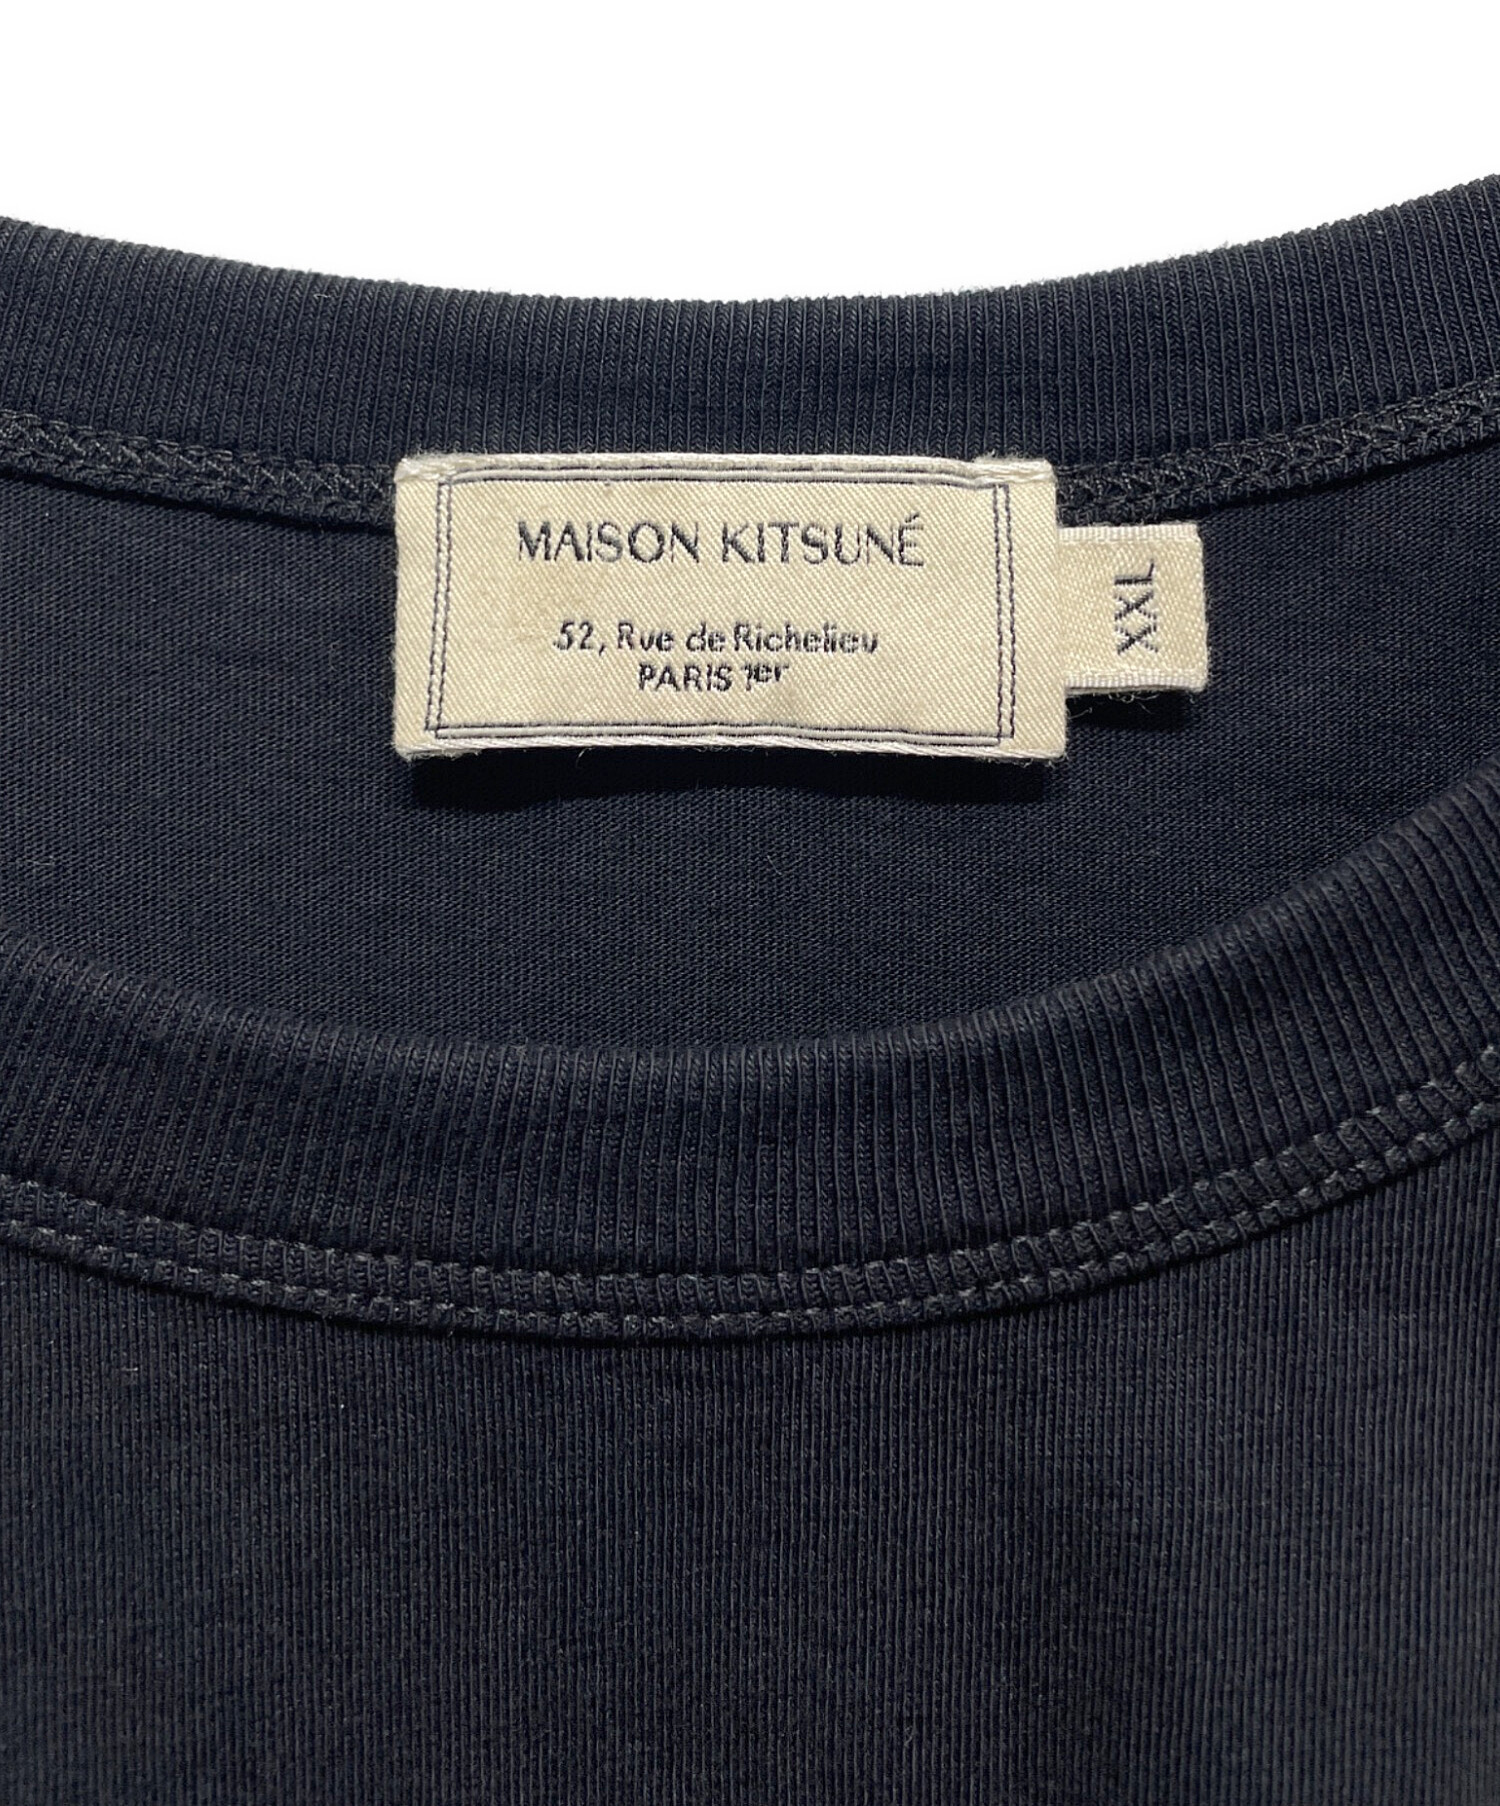 MAISON KITSUNÉ
52, Rue de Richelieu
PARIS 1er
XXL